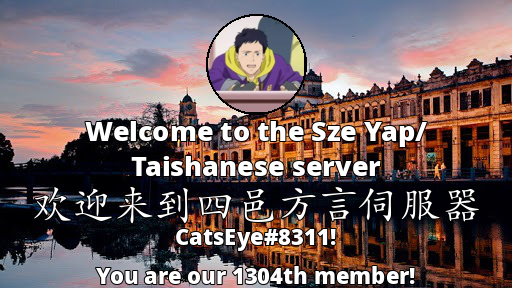 Welcome to the Sze Yap/
Taishanese server
欢迎来到四邑方言伺服器
CatsEye#8311!
You are our 1304th member!